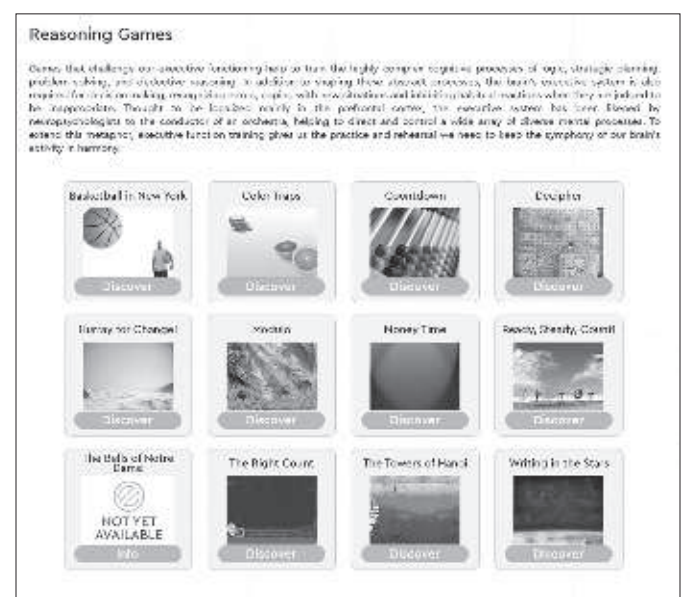 Reasoning Games
Games that challenge our executive functioning help to train the highly complex cognitive processes of logic, strategic planning,
problem solving, and deductive reasoning. In addition to shaping these abstract processes, the brain's executive system is also
required for decision making, recognizing errors, coping with new situations and inhibiting habitual reactions when they are judged to
be inappropriate. Thought to be localized mainly in the prefrontal cortex, the executive system has been likened by
neuropsychologists to the conductor of an orchestra, helping to direct and control a wide array of diverse mental processes. To
extend this metaphor, executive function training gives us the practice and rehearsal we need to keep the symphony of our brain's
activity in harmony.
Basketball in New York
Discover
Color Traps
Discover
Countdown
Discover
Decipher
Discover
Hurray for Change!
Discover
Modulo
Discover
Money Time
Discover
Ready, Steady, Count!
Discover
The Bells of Notre
Dame
NOT YET
AVAILABLE
Info
The Right Count
Discover
The Towers of Hanoi
Discover
Writing in the Stars
Discover